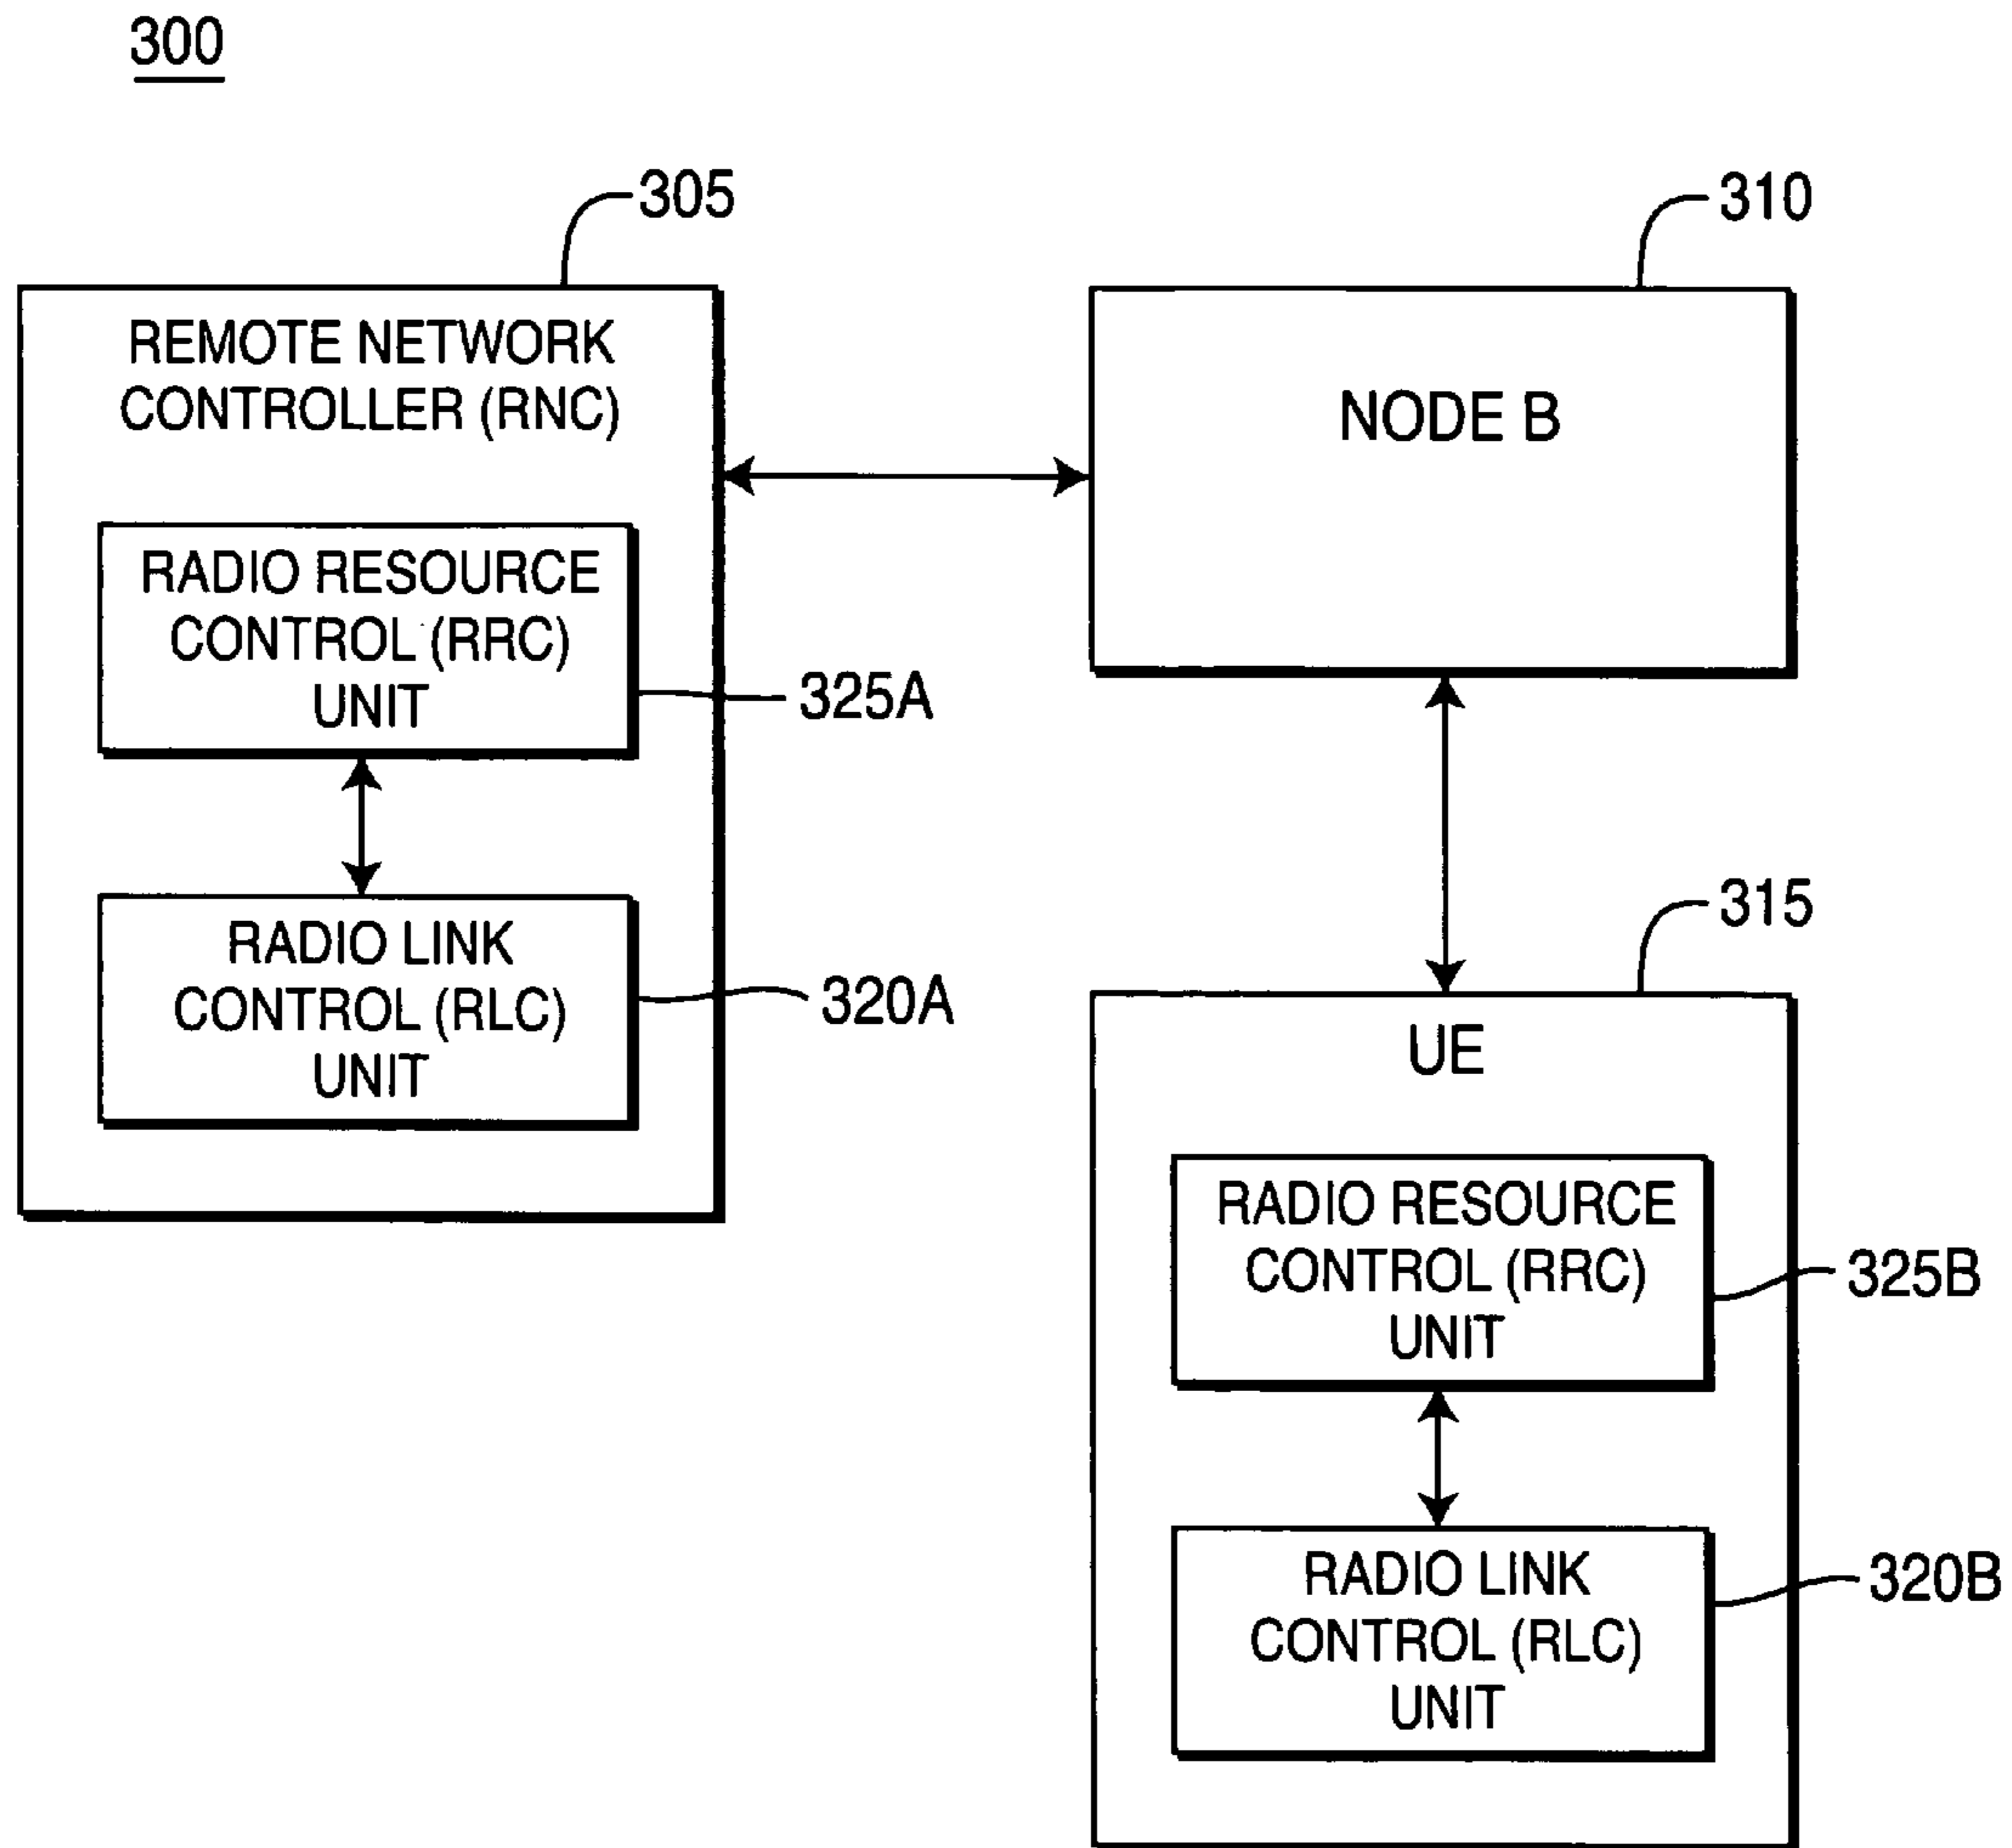 300
305
REMOTE NETWORK
CONTROLLER (RNC)
RADIO RESOURCE
CONTROL (RRC)
UNIT
325A
RADIO LINK
CONTROL (RLC)
UNIT
320A
310
NODE B
315
UE
RADIO RESOURCE
CONTROL (RRC)
UNIT
325B
RADIO LINK
CONTROL (RLC)
UNIT
320B